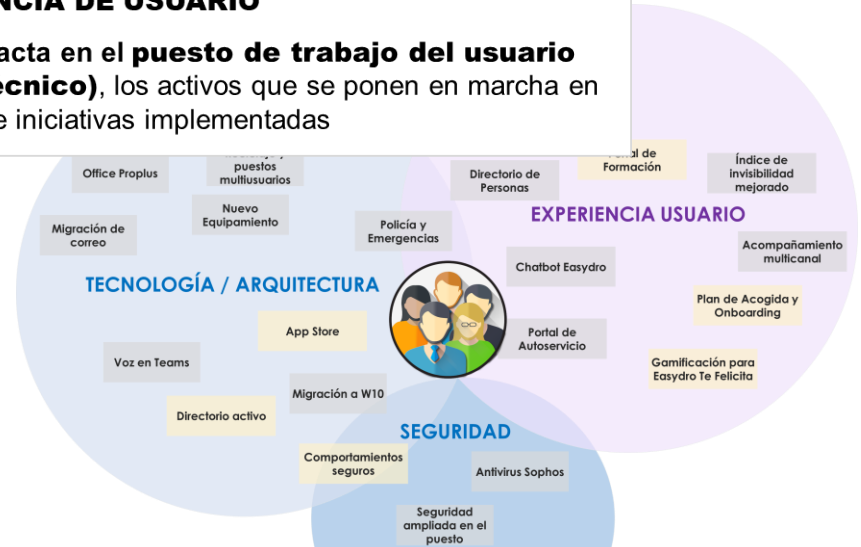 NCIA DE USUARIO
acta en el puesto de trabajo del usuario
écnico), los activos que se ponen en marcha en
e iniciativas implementadas
Office Proplus
puestos
multiusuarios
Directorio de
Personas
al de
Formación
Índice de
invisibilidad
mejorado
Migración de
correo
Nuevo
Equipamiento
Policía y
Emergencias
EXPERIENCIA USUARIO
Acompañamiento
multicanal
Chatbot Easydro
TECNOLOGÍA / ARQUITECTURA
Plan de Acogida y
Onboarding
App Store
Portal de
Autoservicio
Voz en Teams
Gamificación para
Easydro Te Felicita
Migración a W10
Directorio activo
SEGURIDAD
Comportamientos
seguros
Antivirus Sophos
Seguridad
ampliada en el
puesto